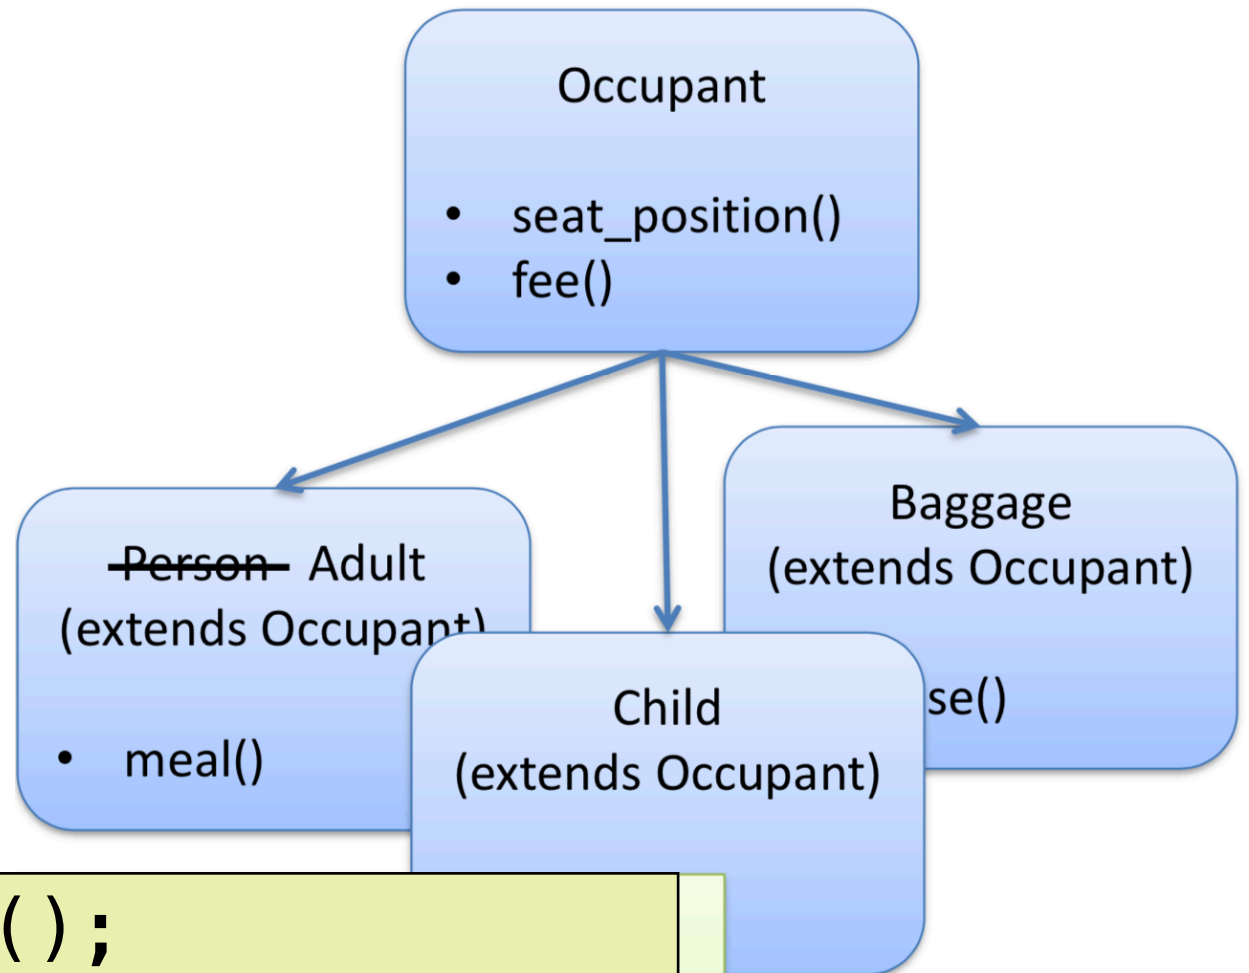 Occupant
• seat_position()
• fee()
Person Adult
(extends Occupant)
• meal()
Baggage
(extends Occupant)
se()
Child
(extends Occupant)
();